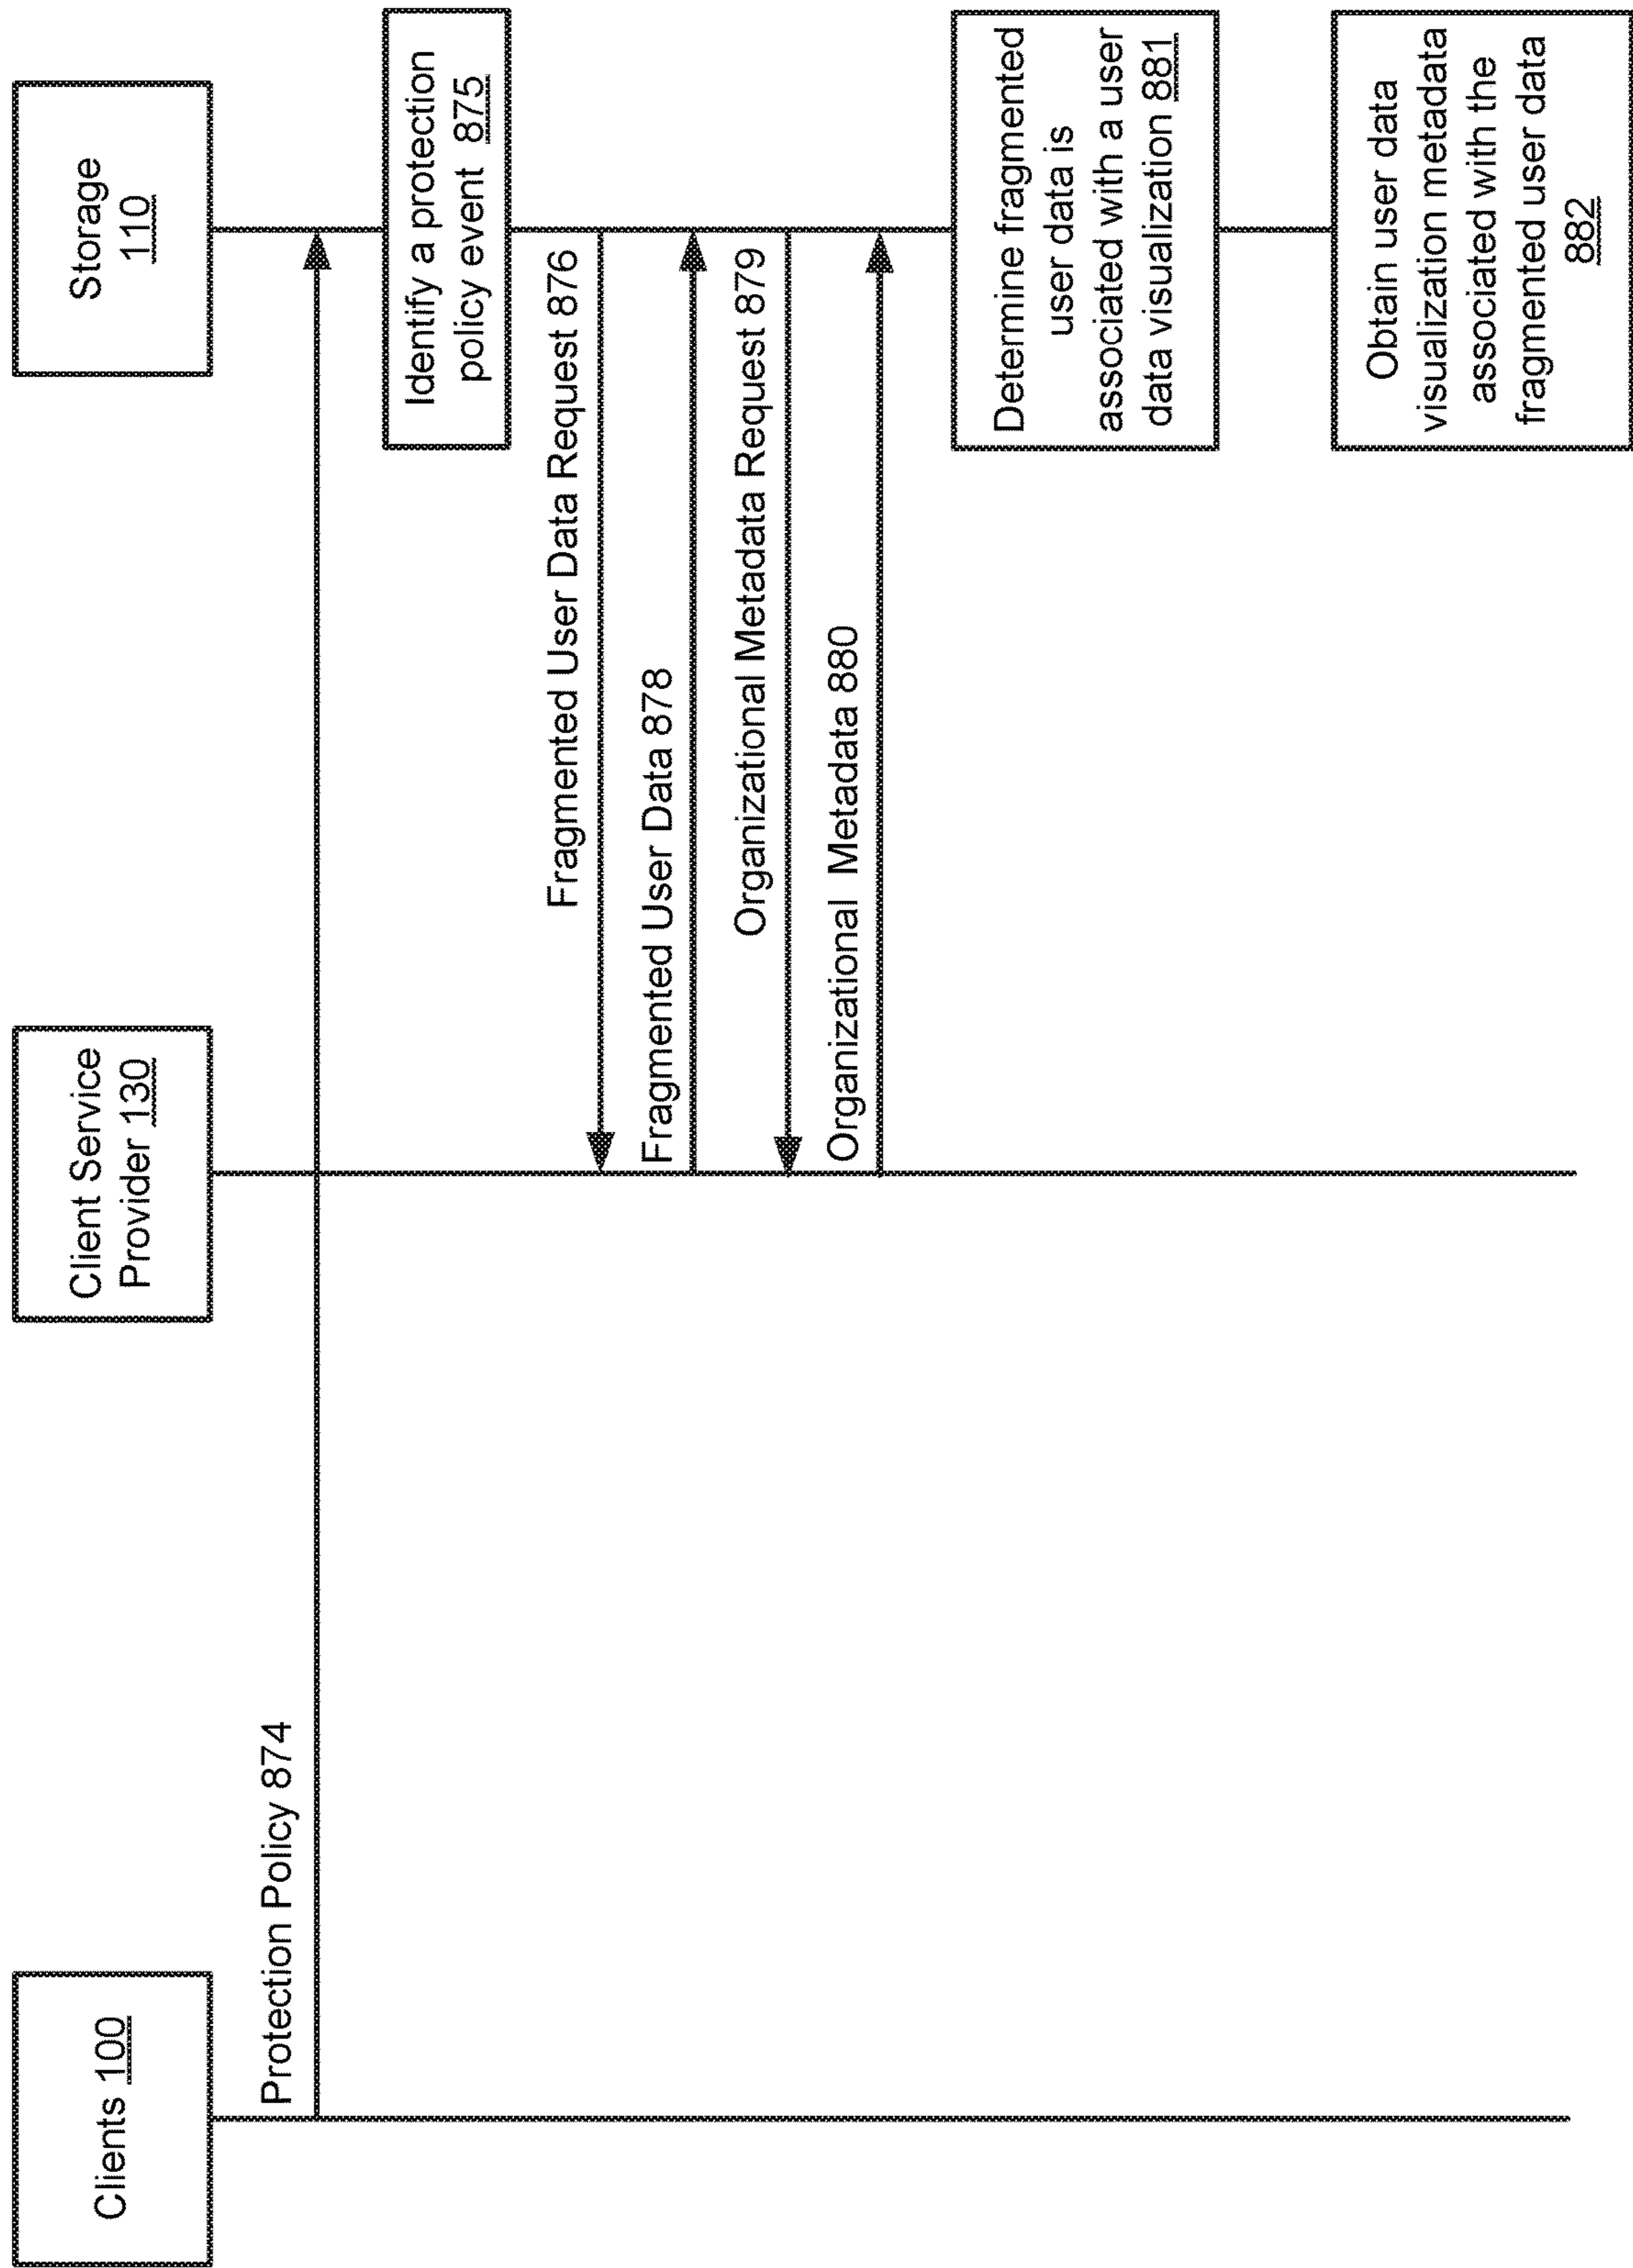 Clients 100
Client Service
Provider 130
Storage
110
Protection Policy 874
Identify a protection
policy event 875
Fragmented User Data Request 876
Fragmented User Data 878
Organizational Metadata Request 879
Organizational Metadata 880
Determine fragmented
user data is
associated with a user
data visualization 881
Obtain user data
visualization metadata
associated with the
fragmented user data
882